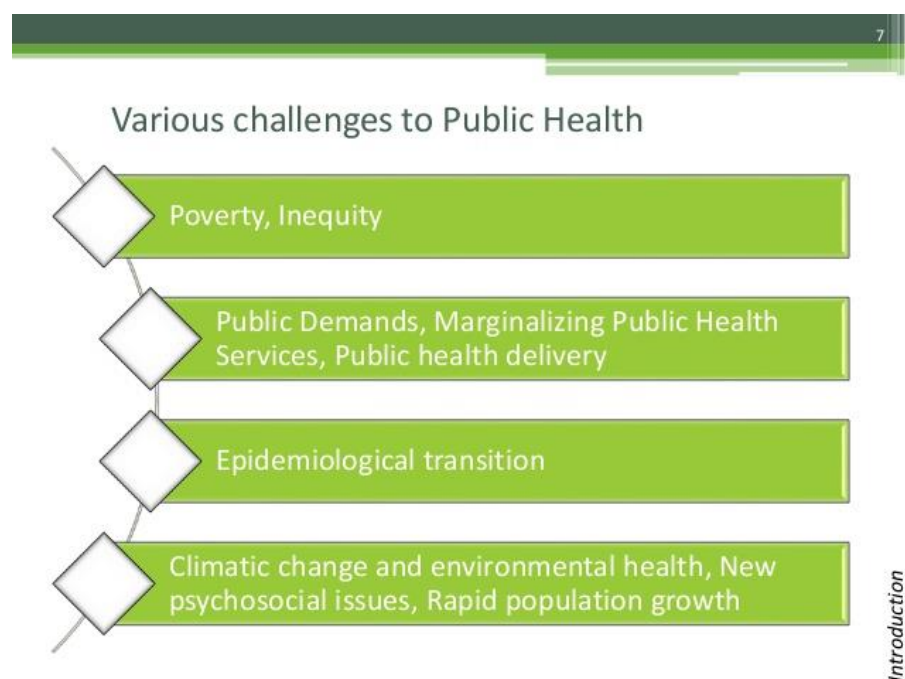 7
Various challenges to Public Health
Poverty, Inequity
Public Demands, Marginalizing Public Health
Services, Public health delivery
Epidemiological transition
Climatic change and environmental health, New
psychosocial issues, Rapid population growth
Introduction